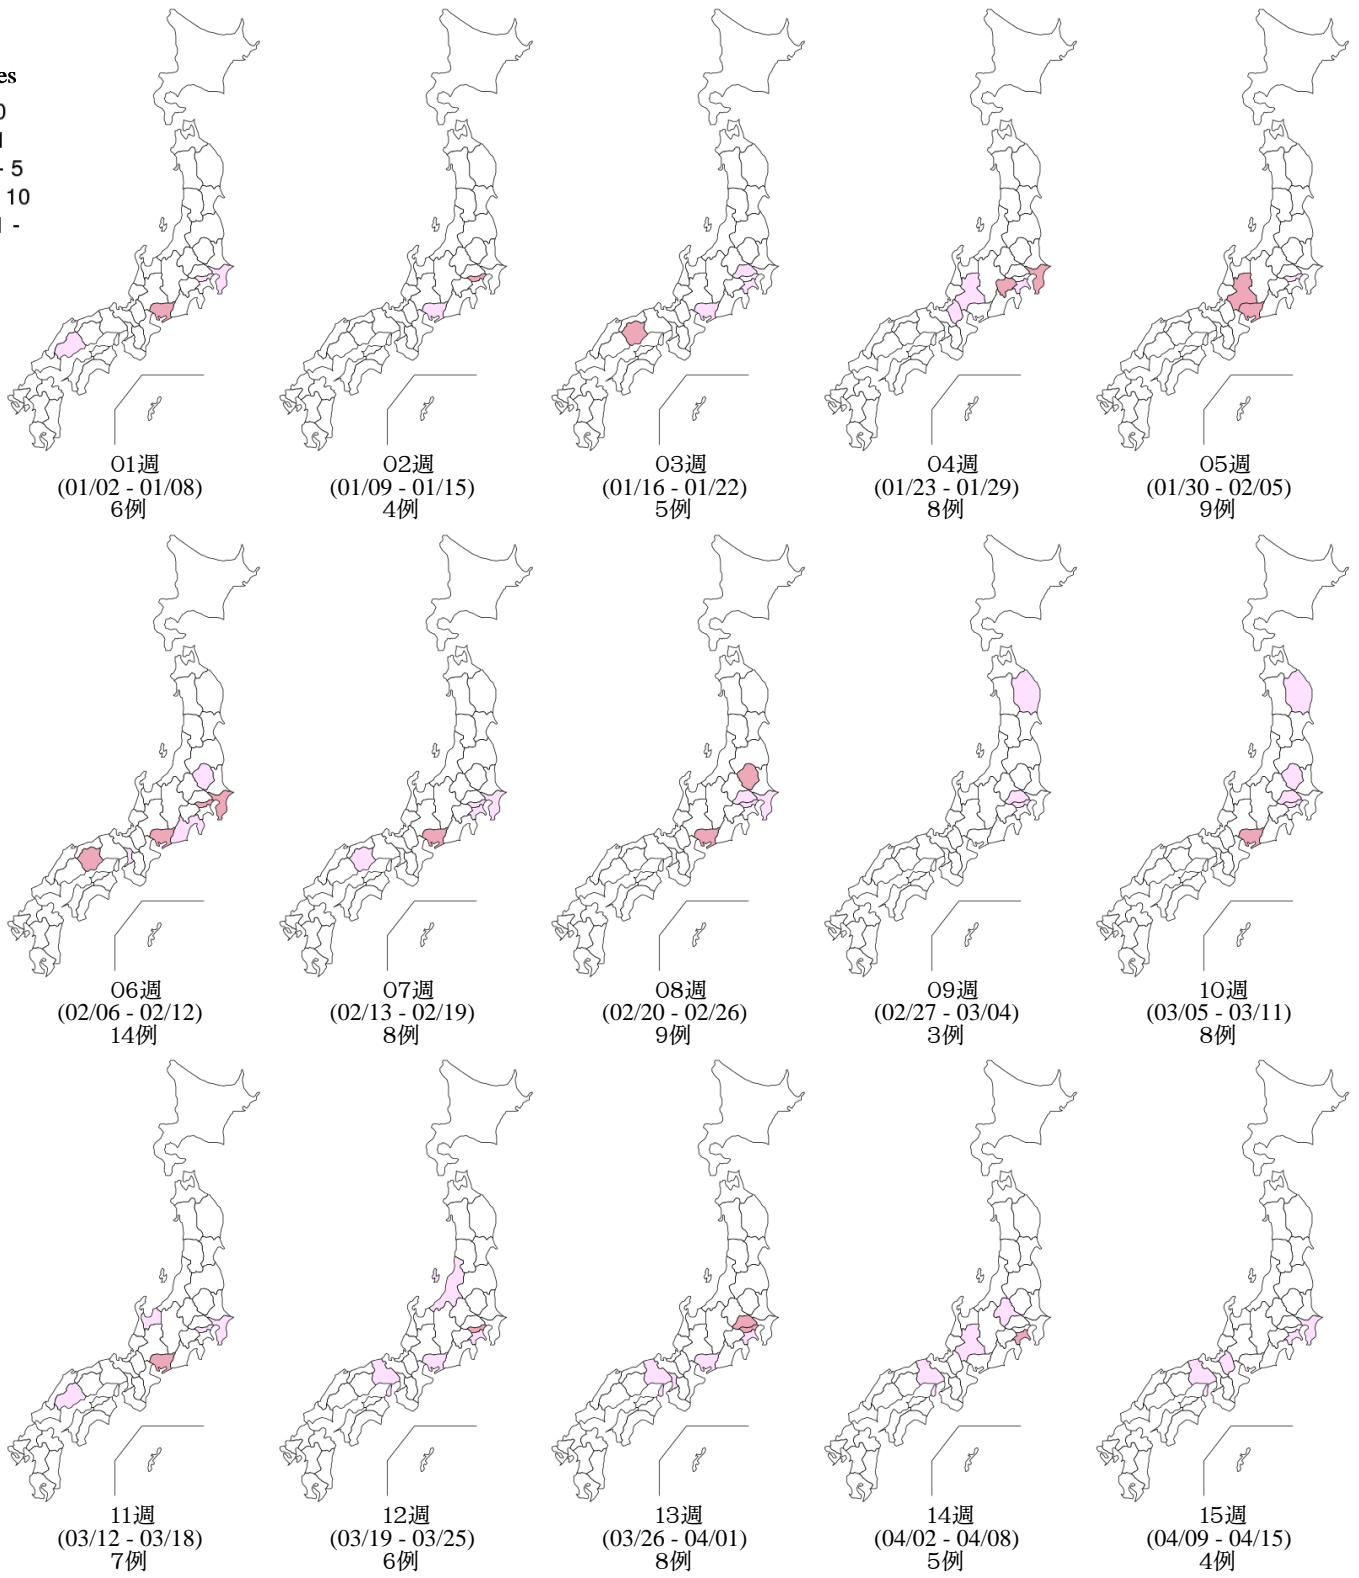 es
0
1
- 5
10
1 -
01週
(01/02 - 01/08)
6例
02週
(01/09 - 01/15)
4例
03週
(01/16 - 01/22)
5例
04週
(01/23 - 01/29)
8例
05週
(01/30 - 02/05)
9例
06週
(02/06 - 02/12)
14例
07週
(02/13 - 02/19)
8例
08週
(02/20 - 02/26)
9例
09週
(02/27 - 03/04)
3例
10週
(03/05 - 03/11)
8例
11週
(03/12 - 03/18)
7例
12週
(03/19 - 03/25)
6例
13週
(03/26 - 04/01)
8例
14週
(04/02 - 04/08)
5例
15週
(04/09 - 04/15)
4例